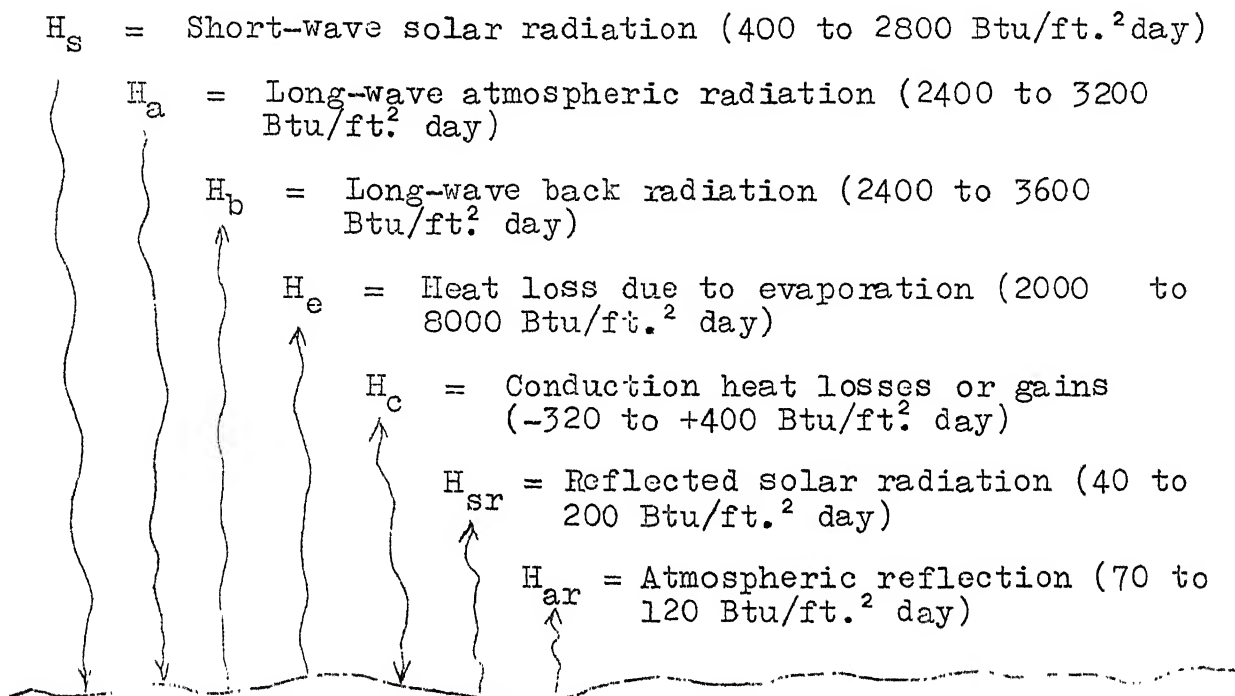 H_s = Short-wave solar radiation (400 to 2800 Btu/ft.² day)
H_a = Long-wave atmospheric radiation (2400 to 3200
Btu/ft.² day)
H_b = Long-wave back radiation (2400 to 3600
Btu/ft.² day)
H_e = Heat loss due to evaporation (2000 to
8000 Btu/ft.² day)
H_c = Conduction heat losses or gains
(-320 to +400 Btu/ft.² day)
H_sr = Reflected solar radiation (40 to
200 Btu/ft.² day)
H_ar = Atmospheric reflection (70 to
120 Btu/ft.² day)